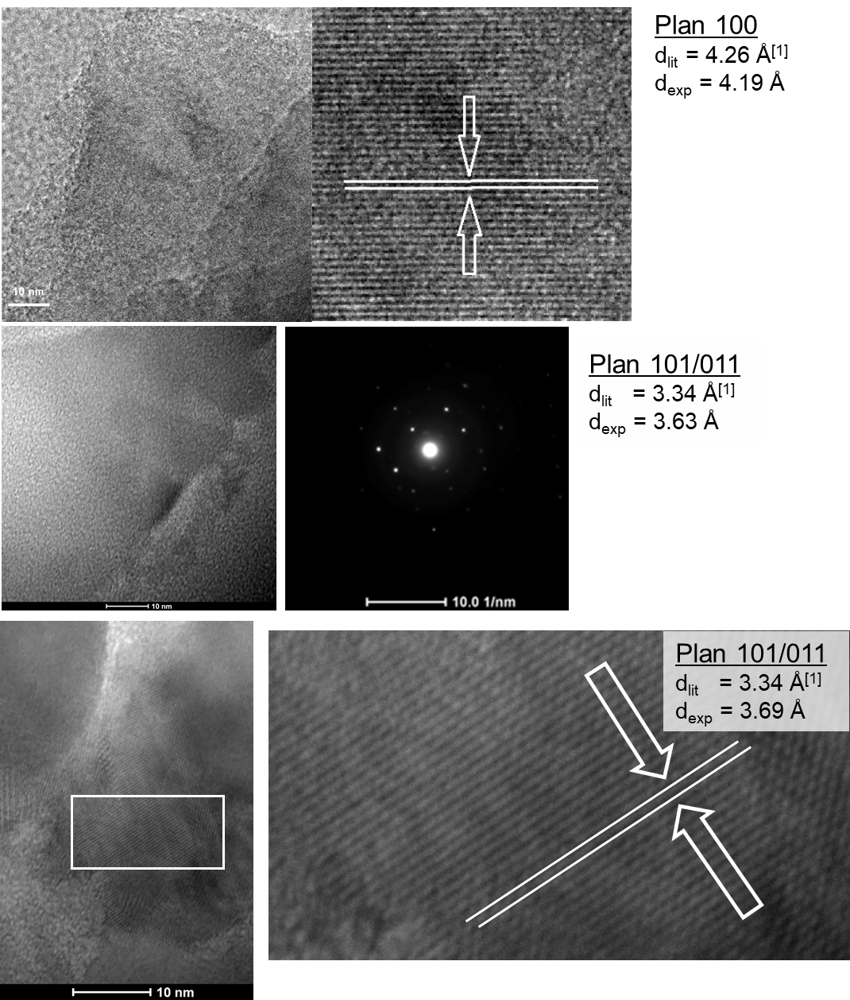 Plan 100
dlit = 4.26 Å[1]
dexp = 4.19 Å
10 nm
Plan 101/011
dlit = 3.34 Å[1]
dexp = 3.63 Å
10 nm
10.0 1/nm
Plan 101/011
dlit = 3.34 Å[1]
dexp = 3.69 Å
10 nm